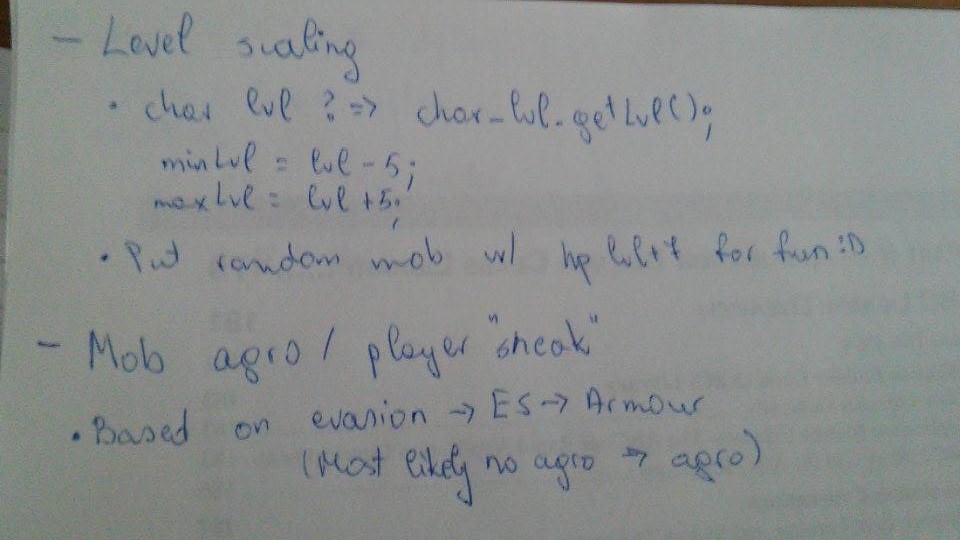 - Level scaling
• char lvl ? => char_lvl.getLvl();
minLvl = lvl - 5;
maxLvl = lvl + 5;
• Put random mob w/ hp lvl+7 for fun :D
- Mob agro / player "sneak"
• Based on evasion → ES → Armour
(Most likely no agro → agro)